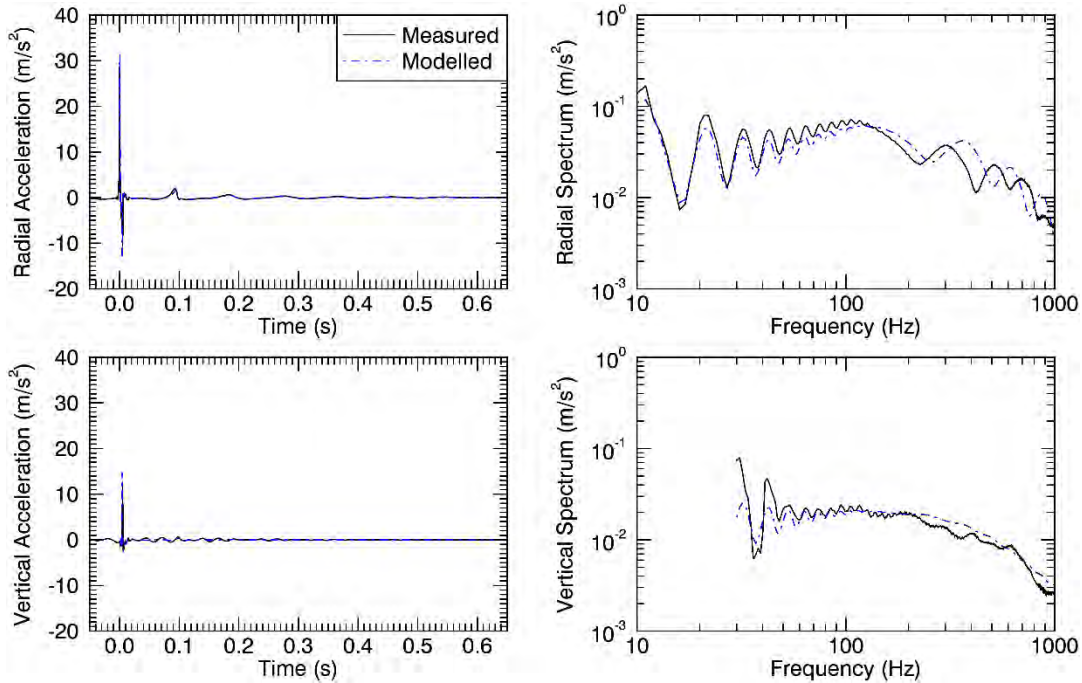 Radial Acceleration (m/s²)
40
30
20
10
0
-10
-20
Measured
Modelled
0.0 0.1 0.2 0.3 0.4 0.5 0.6
Time (s)
Radial Spectrum (m/s²)
10⁰
10⁻¹
10⁻²
10⁻³
10 100 1000
Frequency (Hz)
Vertical Acceleration (m/s²)
40
30
20
10
0
-10
-20
0.0 0.1 0.2 0.3 0.4 0.5 0.6
Time (s)
Vertical Spectrum (m/s²)
10⁰
10⁻¹
10⁻²
10⁻³
10 100 1000
Frequency (Hz)